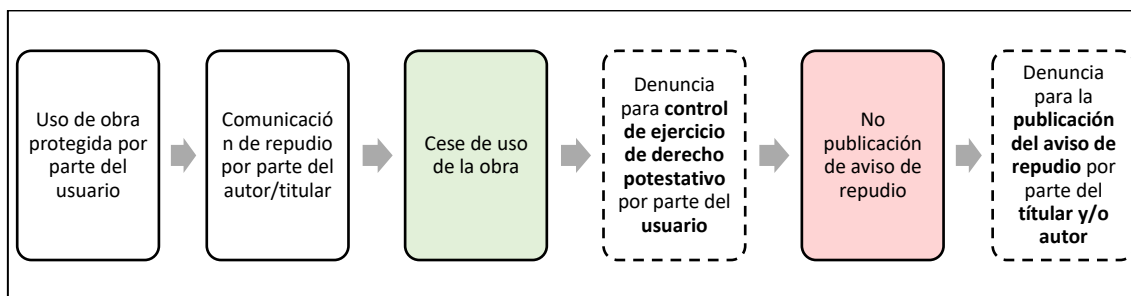 Uso de obra
protegida por
parte del
usuario
Comunicació
n de repudio
por parte del
autor/titular
Cese de uso
de la obra
Denuncia
para control
de ejercicio
de derecho
potestativo
por parte del
usuario
No
publicación
de aviso de
repudio
Denuncia
para la
publicación
del aviso de
repudio por
parte del
títular y/o
autor